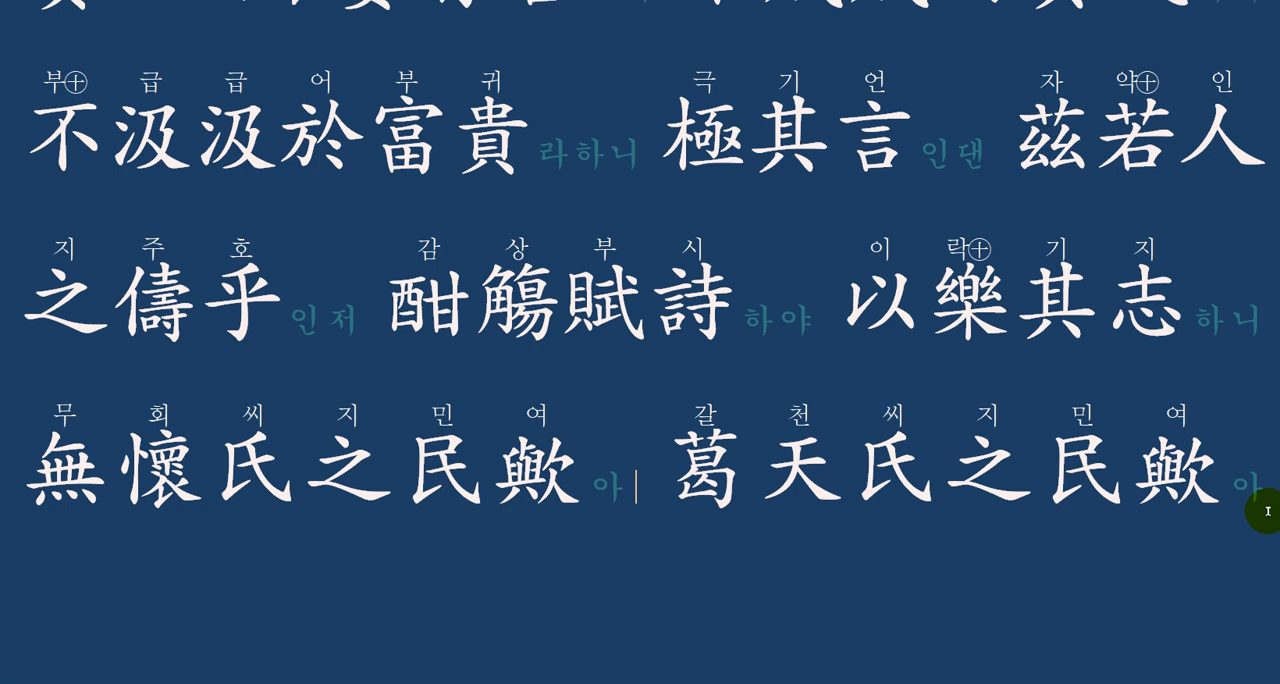 부㊉ 급 급 어 부 귀 극 기 언 자 약㊉ 인
不汲汲於富貴라하니 極其言인댄 茲若人
지 주 호 감 상 부 시 이 락㊉ 기 지
之儔乎인저 酣觴賦詩하야 以樂其志하니
무 회 씨 지 민 여 갈 천 씨 지 민 여
無懷氏之民歟아 葛天氏之民歟아